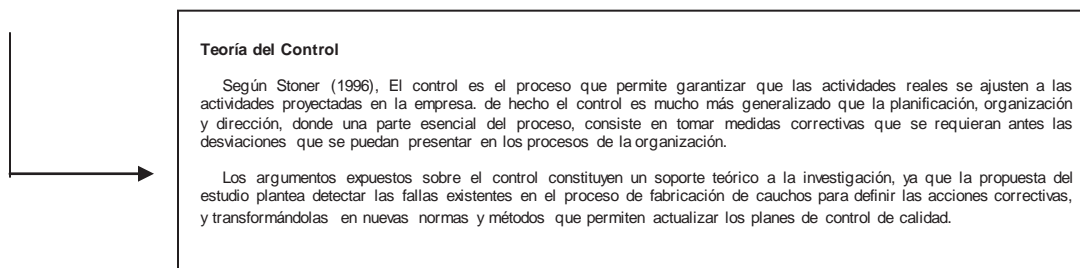 Teoría del Control
Según Stoner (1996), El control es el proceso que permite garantizar que las actividades reales se ajusten a las
actividades proyectadas en la empresa. de hecho el control es mucho más generalizado que la planificación, organización
y dirección, donde una parte esencial del proceso, consiste en tomar medidas correctivas que se requieran antes las
desviaciones que se puedan presentar en los procesos de la organización.
Los argumentos expuestos sobre el control constituyen un soporte teórico a la investigación, ya que la propuesta del
estudio plantea detectar las fallas existentes en el proceso de fabricación de cauchos para definir las acciones correctivas,
y transformándolas en nuevas normas y métodos que permiten actualizar los planes de control de calidad.